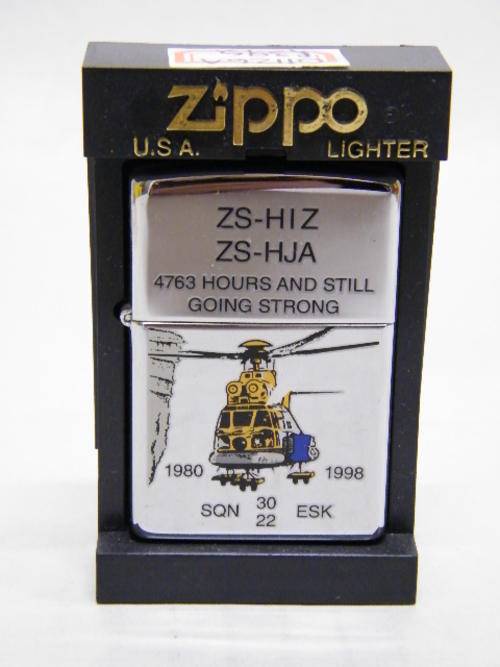 zippo
U.S.A. LIGHTER
ZS-HIZ
ZS-HJA
4763 HOURS AND STILL
GOING STRONG
1980 1998
SQN 30 ESK
22